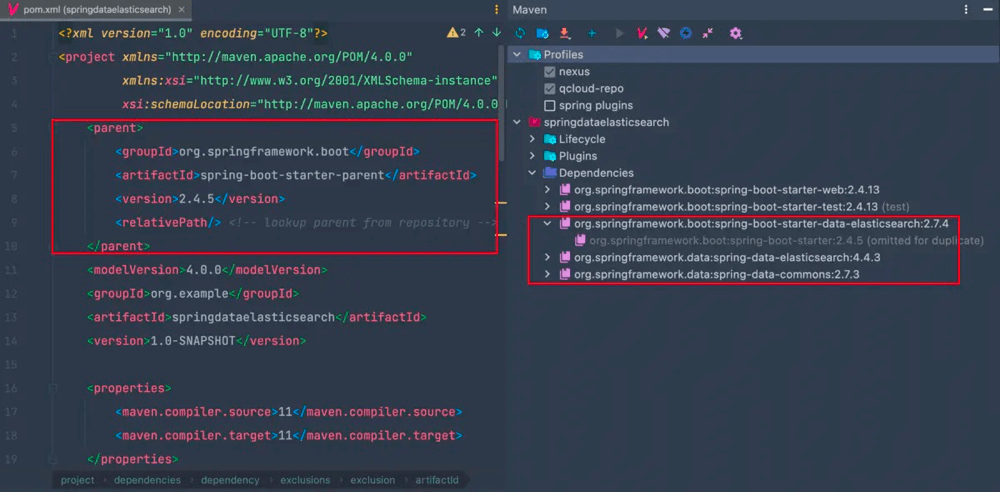 pom.xml (springdataelasticsearch)
Maven
1 <?xml version="1.0" encoding="UTF-8"?>
2
2 <project xmlns="http://maven.apache.org/POM/4.0.0"
3 xmlns:xsi="http://www.w3.org/2001/XMLSchema-instance"
4 xsi:schemaLocation="http://maven.apache.org/POM/4.0.0
5 <parent>
6 <groupId>org.springframework.boot</groupId>
7 <artifactId>spring-boot-starter-parent</artifactId>
8 <version>2.4.5</version>
9 <relativePath/> <!-- lookup parent from repository -->
10 </parent>
11 <modelVersion>4.0.0</modelVersion>
12 <groupId>org.example</groupId>
13 <artifactId>springdataelasticsearch</artifactId>
14 <version>1.0-SNAPSHOT</version>
15
16 <properties>
17 <maven.compiler.source>11</maven.compiler.source>
18 <maven.compiler.target>11</maven.compiler.target>
19 </properties>
project dependencies dependency exclusions exclusion artifactId
Profiles
nexus
qcloud-repo
spring plugins
springdataelasticsearch
Lifecycle
Plugins
Dependencies
org.springframework.boot:spring-boot-starter-web:2.4.13
org.springframework.boot:spring-boot-starter-test:2.4.13 (test)
org.springframework.boot:spring-boot-starter-data-elasticsearch:2.7.4
org.springframework.boot:spring-boot-starter:2.4.5 (omitted for duplicate)
org.springframework.data:spring-data-elasticsearch:4.4.3
org.springframework.data:spring-data-commons:2.7.3